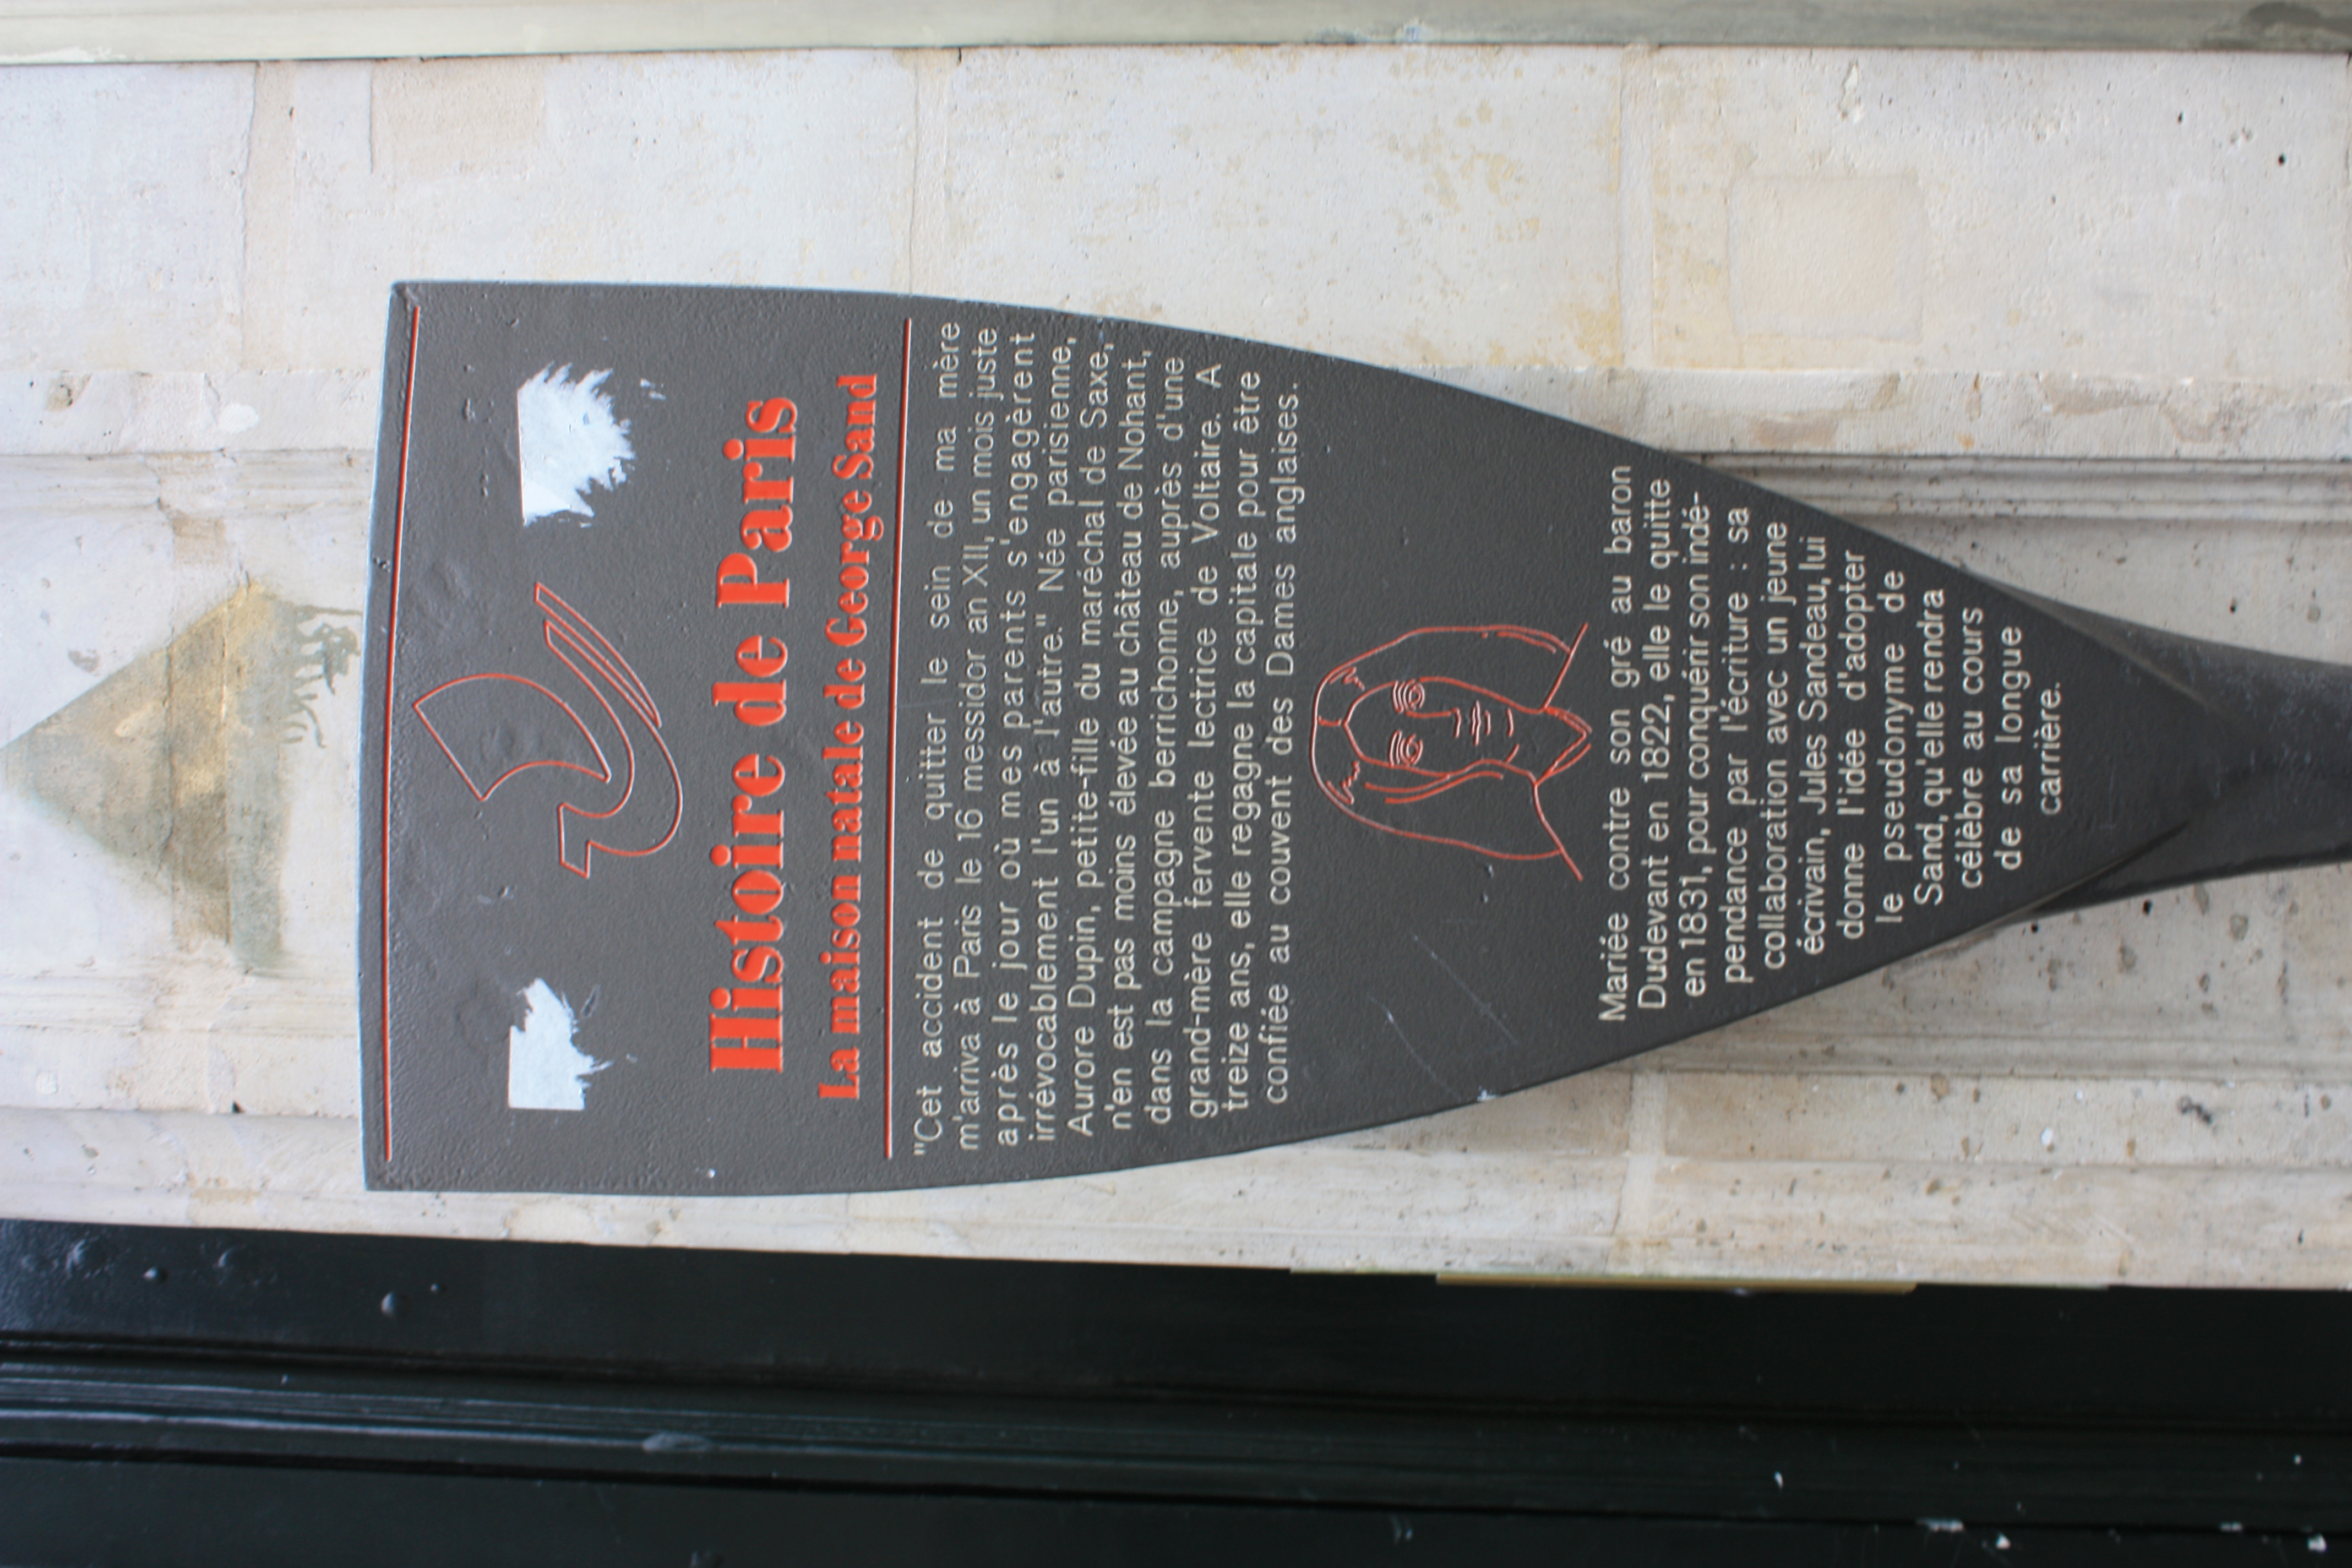 Histoire de Paris
La maison natale de George Sand
"Cet accident de quitter le sein de ma mère
m'arriva à Paris le 16 messidor an XII, un mois juste
après le jour où mes parents s'engagèrent
irrévocablement l'un à l'autre." Née parisienne,
Aurore Dupin, petite-fille du maréchal de Saxe,
n'en est pas moins élevée au château de Nohant,
dans la campagne berrichonne, auprès d'une
grand-mère fervente lectrice de Voltaire. A
treize ans, elle regagne la capitale pour être
confiée au couvent des Dames anglaises.
Mariée contre son gré au baron
Dudevant en 1822, elle le quitte
en 1831, pour conquérir son indé-
pendance par l'écriture : sa
collaboration avec un jeune
écrivain, Jules Sandeau, lui
donne l'idée d'adopter
le pseudonyme de
Sand, qu'elle rendra
célèbre au cours
de sa longue
carrière.